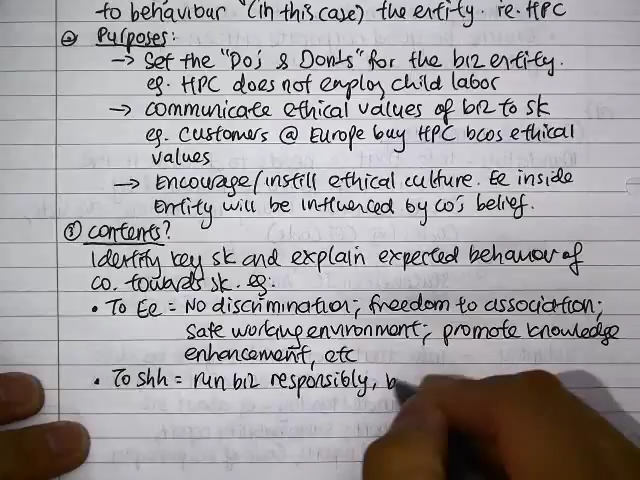 to behaviour (in this case) the entity. ie. HPC
② Purposes:
→ Set the "Do's & Don'ts" for the biz entity.
eg. HPC does not employ child labor
→ communicate ethical values of biz to sk
eg. Customers @ Europe buy HPC bcos ethical
values
→ Encourage/instill ethical culture. Ee inside
Entity will be influenced by co's belief.
③ contents?
Identify key sk and explain expected behavior of
co. towards sk. eg:
• To Ee = No discrimination; freedom to association;
safe working environment; promote knowledge
enhancement, etc
• To Shh = run biz responsibly, b